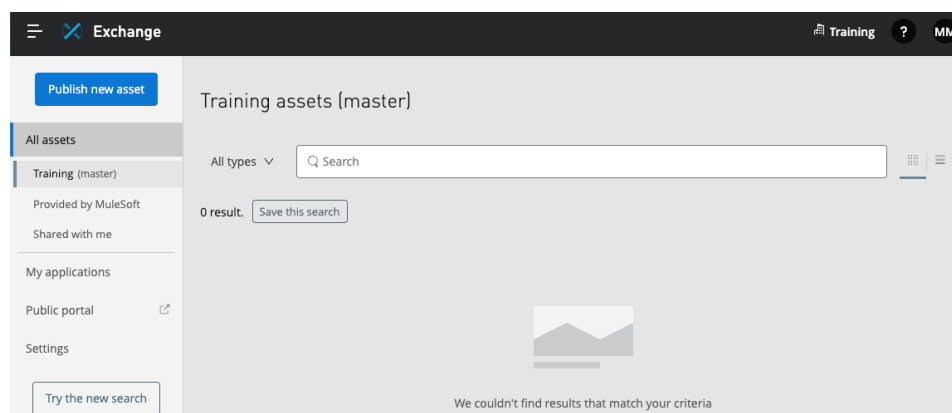 Exchange
Training
?
MM
Publish new asset
All assets
Training (master)
Provided by MuleSoft
Shared with me
My applications
Public portal
Settings
Try the new search
Training assets (master)
All types
Search
0 result.
Save this search
We couldn't find results that match your criteria